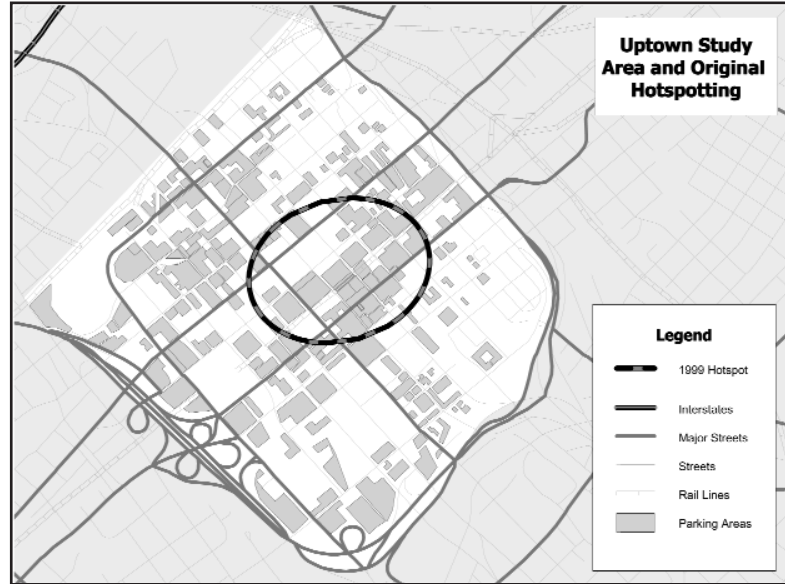 Uptown Study
Area and Original
Hotspotting
Legend
1999 Hotspot
Interstates
Major Streets
Streets
Rail Lines
Parking Areas